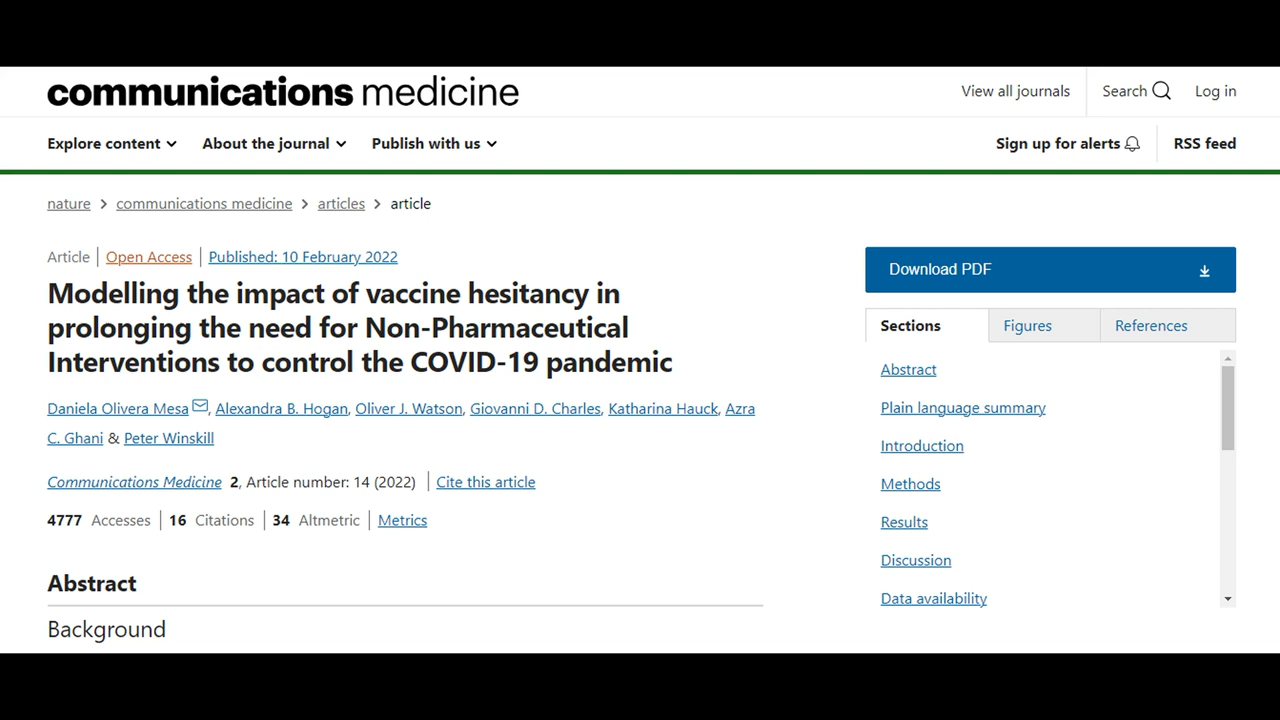 communications medicine
View all journals
Search
Log in
Explore content
About the journal
Publish with us
Sign up for alerts
RSS feed
nature > communications medicine > articles > article
Article | Open Access | Published: 10 February 2022
Modelling the impact of vaccine hesitancy in
prolonging the need for Non-Pharmaceutical
Interventions to control the COVID-19 pandemic
Daniela Olivera Mesa, Alexandra B. Hogan, Oliver J. Watson, Giovanni D. Charles, Katharina Hauck, Azra
C. Ghani & Peter Winskill
Communications Medicine 2, Article number: 14 (2022) | Cite this article
4777 Accesses | 16 Citations | 34 Altmetric | Metrics
Abstract
Background
Download PDF
Sections
Figures
References
Abstract
Plain language summary
Introduction
Methods
Results
Discussion
Data availability